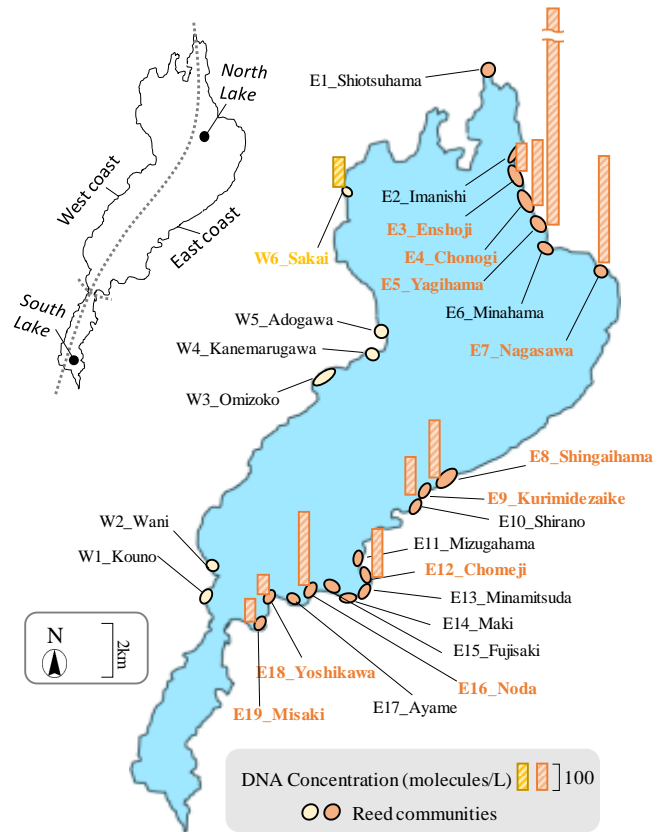 North
Lake
West coast
East coast
South
Lake
E1_Shiotsuhama
E2_Imanishi
E3_Enshoji
W6_Sakai
E4_Chonogi
E5_Yagihama
E6_Minahama
W5_Adogawa
W4_Kanemarugawa
E7_Nagasawa
W3_Omizoko
E8_Shingaihama
E9_Kurimidezaike
E10_Shirano
W2_Wani
E11_Mizugahama
W1_Kouno
E12_Chomeji
E13_Minamitsuda
E14_Maki
E15_Fujisaki
N
2km
E18_Yoshikawa
E16_Noda
E17_Ayame
E19_Misaki
DNA Concentration (molecules/L) 100
Reed communities